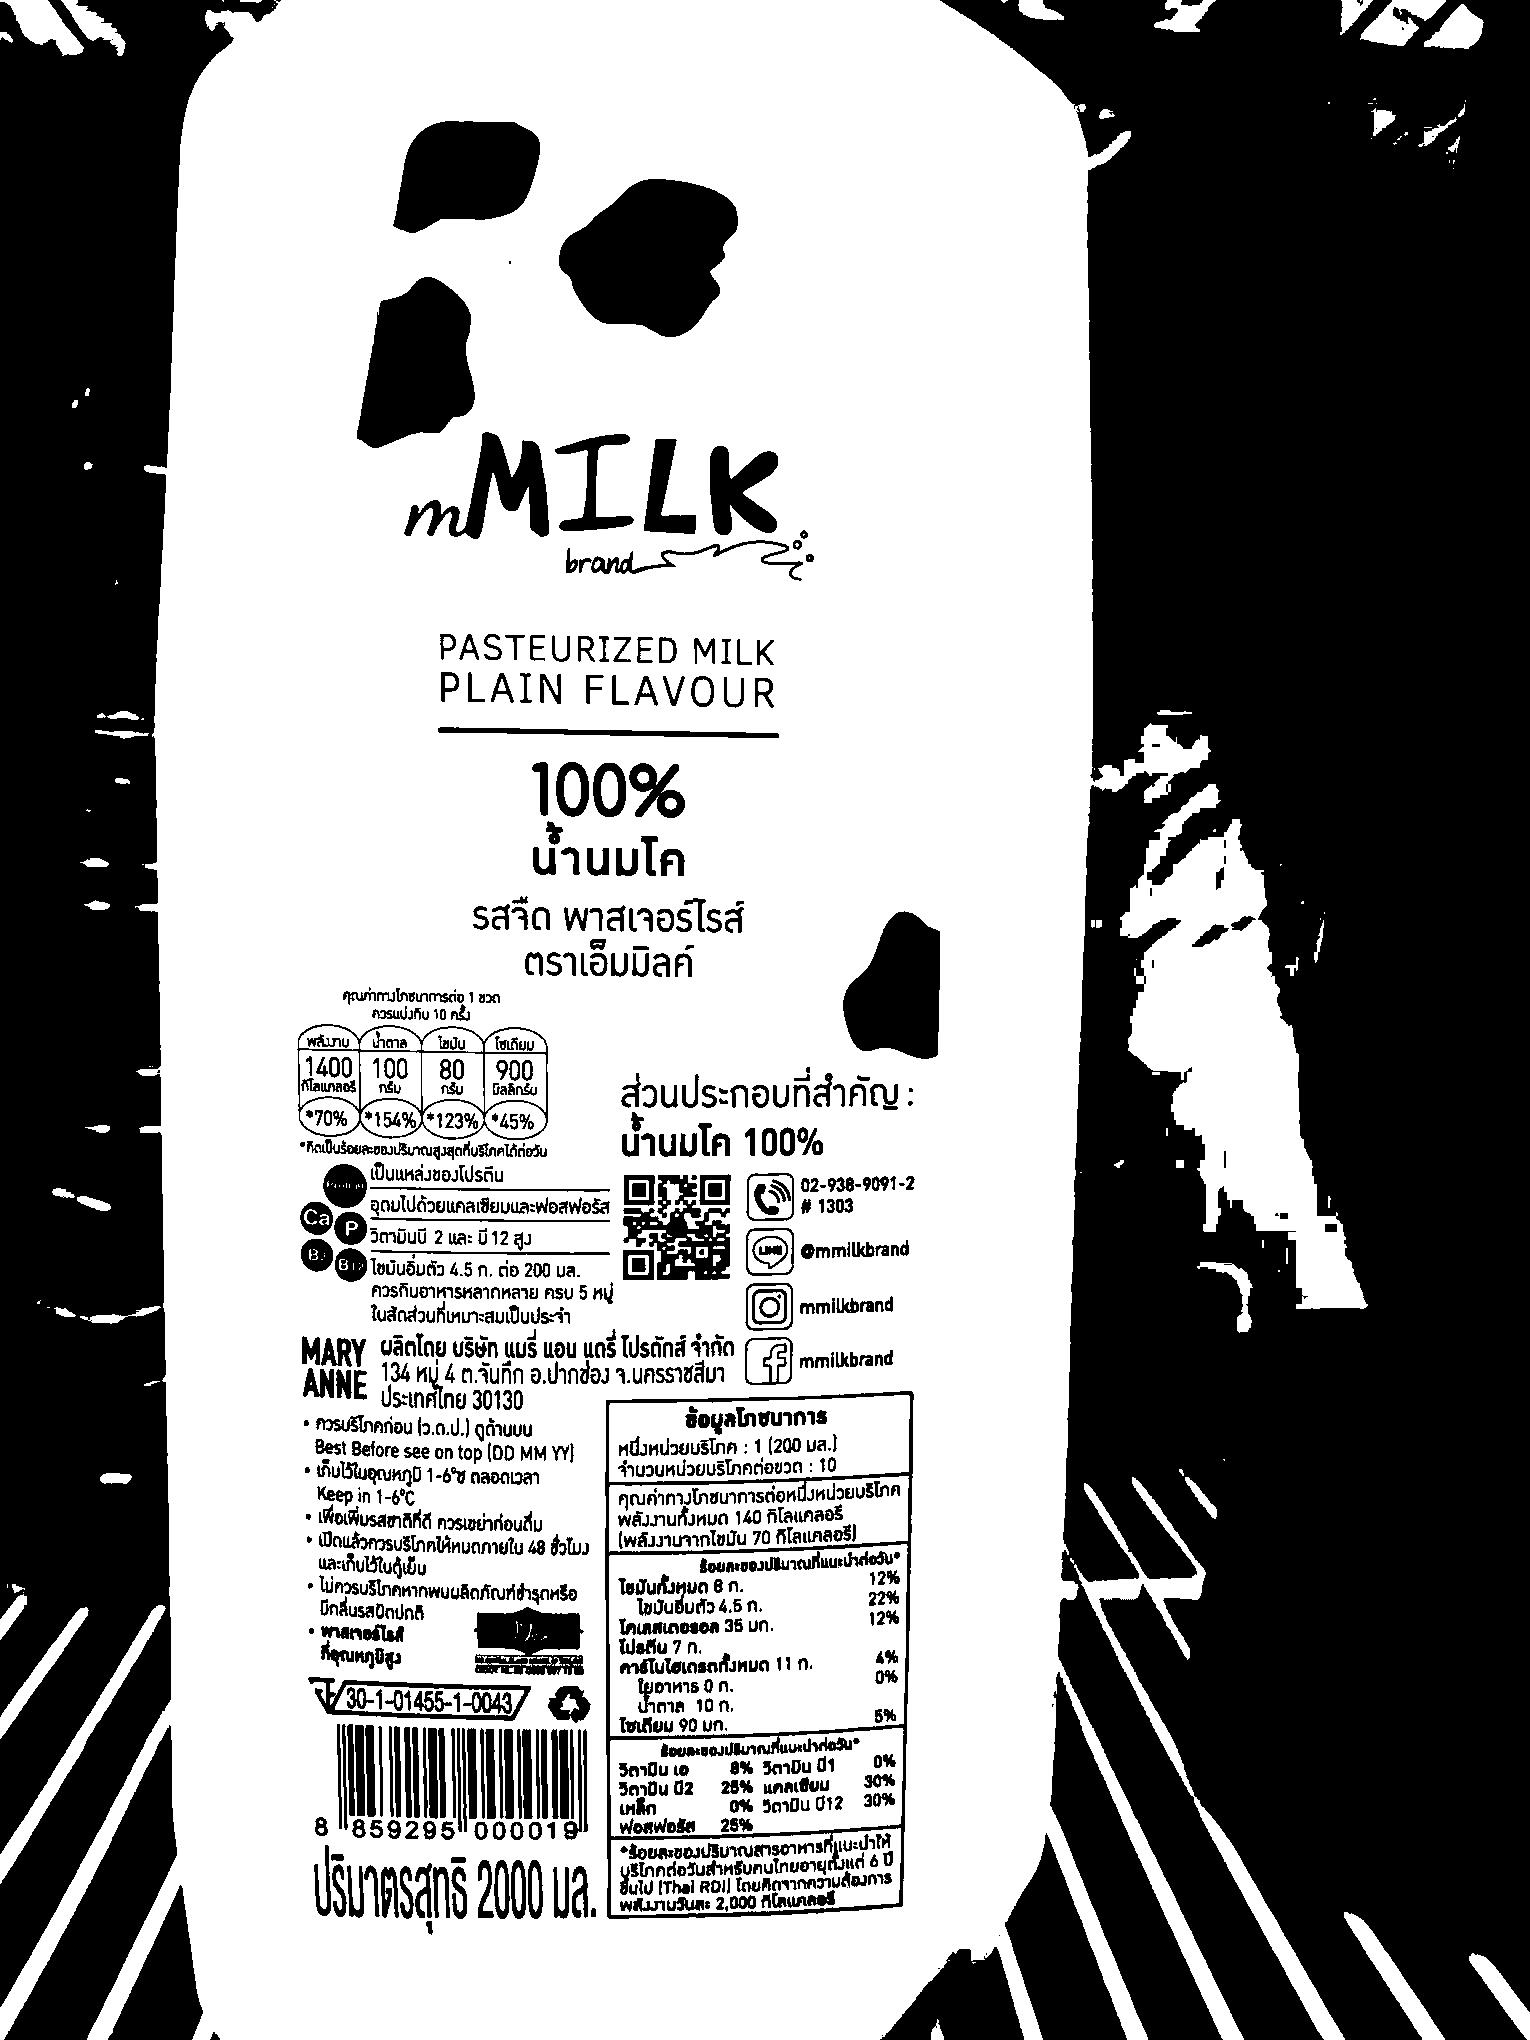 mMILK
brand
PASTEURIZED MILK
PLAIN FLAVOUR
100%
น้ำนมโค
รสจืด พาสเจอร์ไรส์
ตราเอ็มมิลค์
คุณค่าทางโภชนาการต่อ 1 ขวด
ควรแบ่งกิน 10 ครั้ง
พลังงาน น้ำตาล ไขมัน โซเดียม
1400 100 80 900
กิโลแคลอรี กรัม กรัม มิลลิกรัม
*70% *154% *123% *45%
*คิดเป็นร้อยละของปริมาณสูงสุดที่บริโภคได้ต่อวัน
ส่วนประกอบที่สำคัญ :
น้ำนมโค 100%
Protein
เป็นแหล่งของโปรตีน
Ca P
อุดมไปด้วยแคลเซียมและฟอสฟอรัส
วิตามินบี 2 และ บี 12 สูง
B2 B12
ไขมันอิ่มตัว 4.5 ก. ต่อ 200 มล.
ควรกินอาหารหลากหลาย ครบ 5 หมู่
ในสัดส่วนที่เหมาะสมเป็นประจำ
02-938-9091-2
# 1303
LINE @mmilkbrand
mmilkbrand
mmilkbrand
MARY
ANNE
ผลิตโดย บริษัท แมรี่ แอน แดรี่ โปรดักส์ จำกัด
134 หมู่ 4 ต.จันทึก อ.ปากช่อง จ.นครราชสีมา
ประเทศไทย 30130
• ควรบริโภคก่อน (ว.ด.ป.) ดูด้านบน
Best Before see on top (DD MM YY)
• เก็บไว้ในอุณหภูมิ 1-6°ซ ตลอดเวลา
Keep in 1-6°C
• เพื่อเพิ่มรสชาติที่ดี ควรเขย่าก่อนดื่ม
• เปิดแล้วควรบริโภคให้หมดภายใน 48 ชั่วโมง
และเก็บไว้ในตู้เย็น
• ไม่ควรบริโภคหากพบผลิตภัณฑ์ชำรุดหรือ
มีกลิ่นรสผิดปกติ
• พาสเจอร์ไรส์
ที่อุณหภูมิสูง
30-1-01455-1-0043
8 859295 000019
ปริมาตรสุทธิ 2000 มล.
ข้อมูลโภชนาการ
หนึ่งหน่วยบริโภค : 1 (200 มล.)
จำนวนหน่วยบริโภคต่อขวด : 10
คุณค่าทางโภชนาการต่อหนึ่งหน่วยบริโภค
พลังงานทั้งหมด 140 กิโลแคลอรี
(พลังงานจากไขมัน 70 กิโลแคลอรี)
ร้อยละของปริมาณที่แนะนำต่อวัน*
ไขมันทั้งหมด 8 ก. 12%
ไขมันอิ่มตัว 4.5 ก. 22%
โคเลสเตอรอล 35 มก. 12%
โปรตีน 7 ก.
คาร์โบไฮเดรตทั้งหมด 11 ก. 4%
ใยอาหาร 0 ก. 0%
น้ำตาล 10 ก.
โซเดียม 90 มก. 5%
ร้อยละของปริมาณที่แนะนำต่อวัน*
วิตามิน เอ 8% วิตามิน บี1 0%
วิตามิน บี2 25% แคลเซียม 30%
เหล็ก 0% วิตามิน บี12 30%
ฟอสฟอรัส 25%
*ร้อยละของปริมาณสารอาหารที่แนะนำให้
บริโภคต่อวันสำหรับคนไทยอายุตั้งแต่ 6 ปี
ขึ้นไป (Thai RDI) โดยคิดจากความต้องการ
พลังงานวันละ 2,000 กิโลแคลอรี